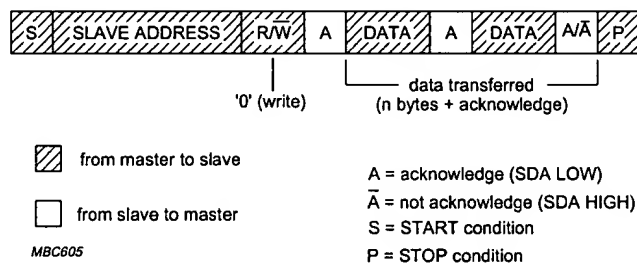 S SLAVE ADDRESS R/W̅ A DATA A DATA A/A̅ P
'0' (write)
data transferred
(n bytes + acknowledge)
from master to slave
from slave to master
A = acknowledge (SDA LOW)
A̅ = not acknowledge (SDA HIGH)
S = START condition
P = STOP condition
MBC605